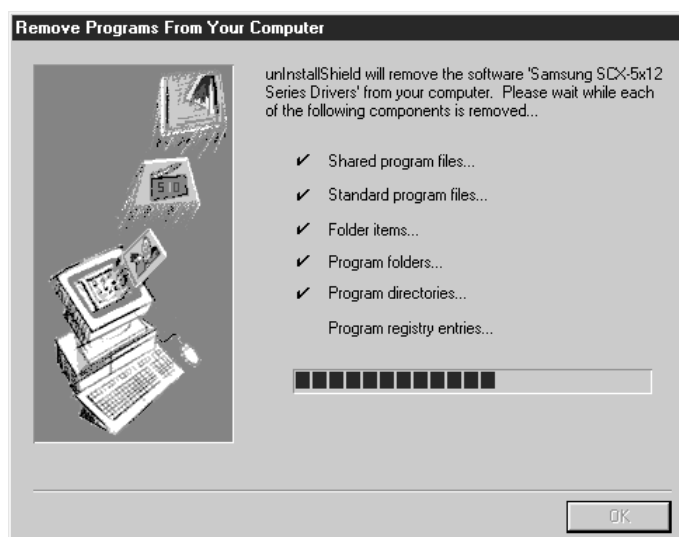 Remove Programs From Your Computer
unInstallShield will remove the software 'Samsung SCX-5x12
Series Drivers' from your computer. Please wait while each
of the following components is removed...
✔ Shared program files...
✔ Standard program files...
✔ Folder items...
✔ Program folders...
✔ Program directories...
Program registry entries...
OK